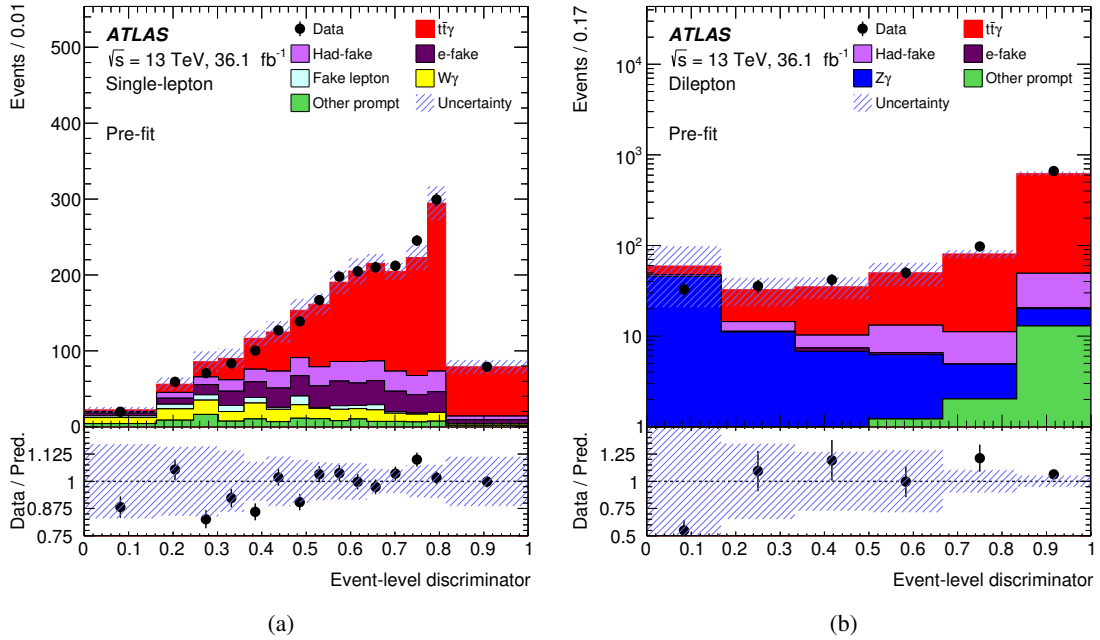 Events / 0.01
500
400
300
200
100
0
ATLAS
√s = 13 TeV, 36.1 fb⁻¹
Single-lepton
Pre-fit
Data
tt̄γ
Had-fake
e-fake
Fake lepton
Wγ
Other prompt
Uncertainty
Data / Pred.
1.125
1
0.875
0.75
0 0.1 0.2 0.3 0.4 0.5 0.6 0.7 0.8 0.9 1
Event-level discriminator
(a)
Events / 0.17
10⁴
10³
10²
10
1
ATLAS
√s = 13 TeV, 36.1 fb⁻¹
Dilepton
Pre-fit
Data
tt̄γ
Had-fake
e-fake
Zγ
Other prompt
Uncertainty
Data / Pred.
1.25
1
0.75
0.5
0 0.1 0.2 0.3 0.4 0.5 0.6 0.7 0.8 0.9 1
Event-level discriminator
(b)